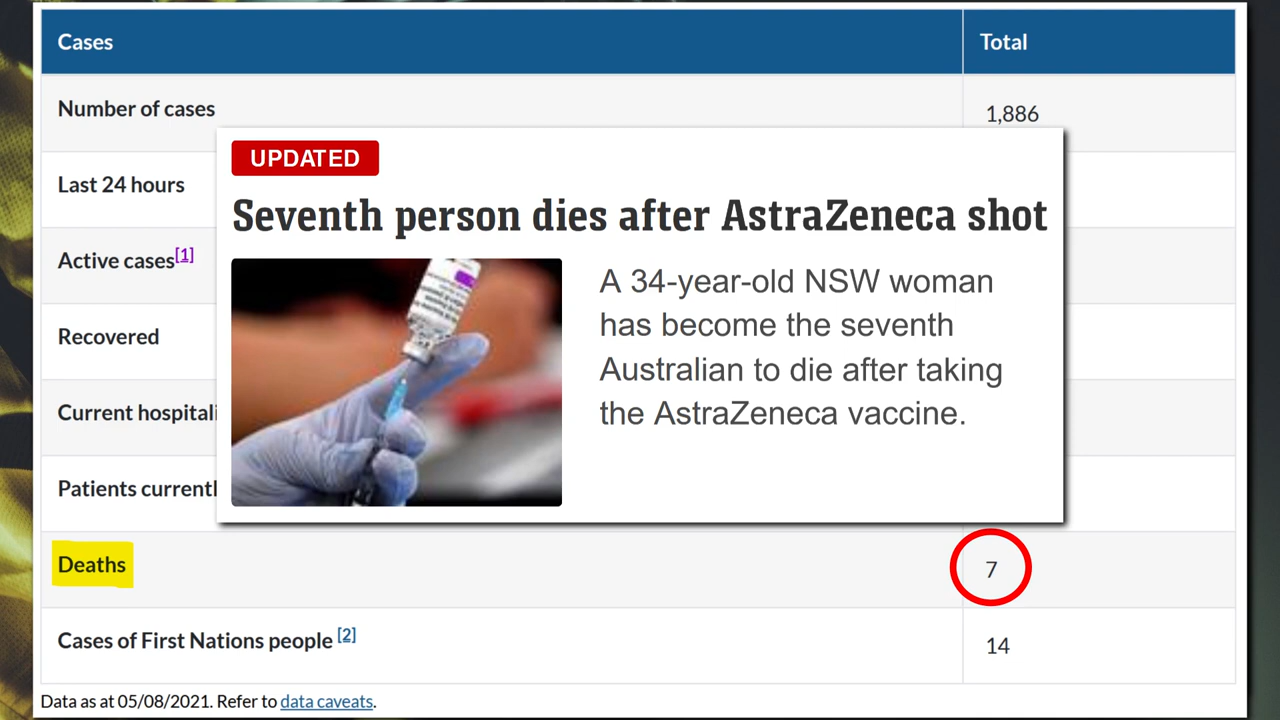 Cases Total
Number of cases 1,886
UPDATED
Last 24 hours
Seventh person dies after AstraZeneca shot
Active cases[1]
A 34-year-old NSW woman
has become the seventh
Recovered
Australian to die after taking
Current hospitali
the AstraZeneca vaccine.
Patients current
Deaths 7
Cases of First Nations people [2] 14
Data as at 05/08/2021. Refer to data caveats.